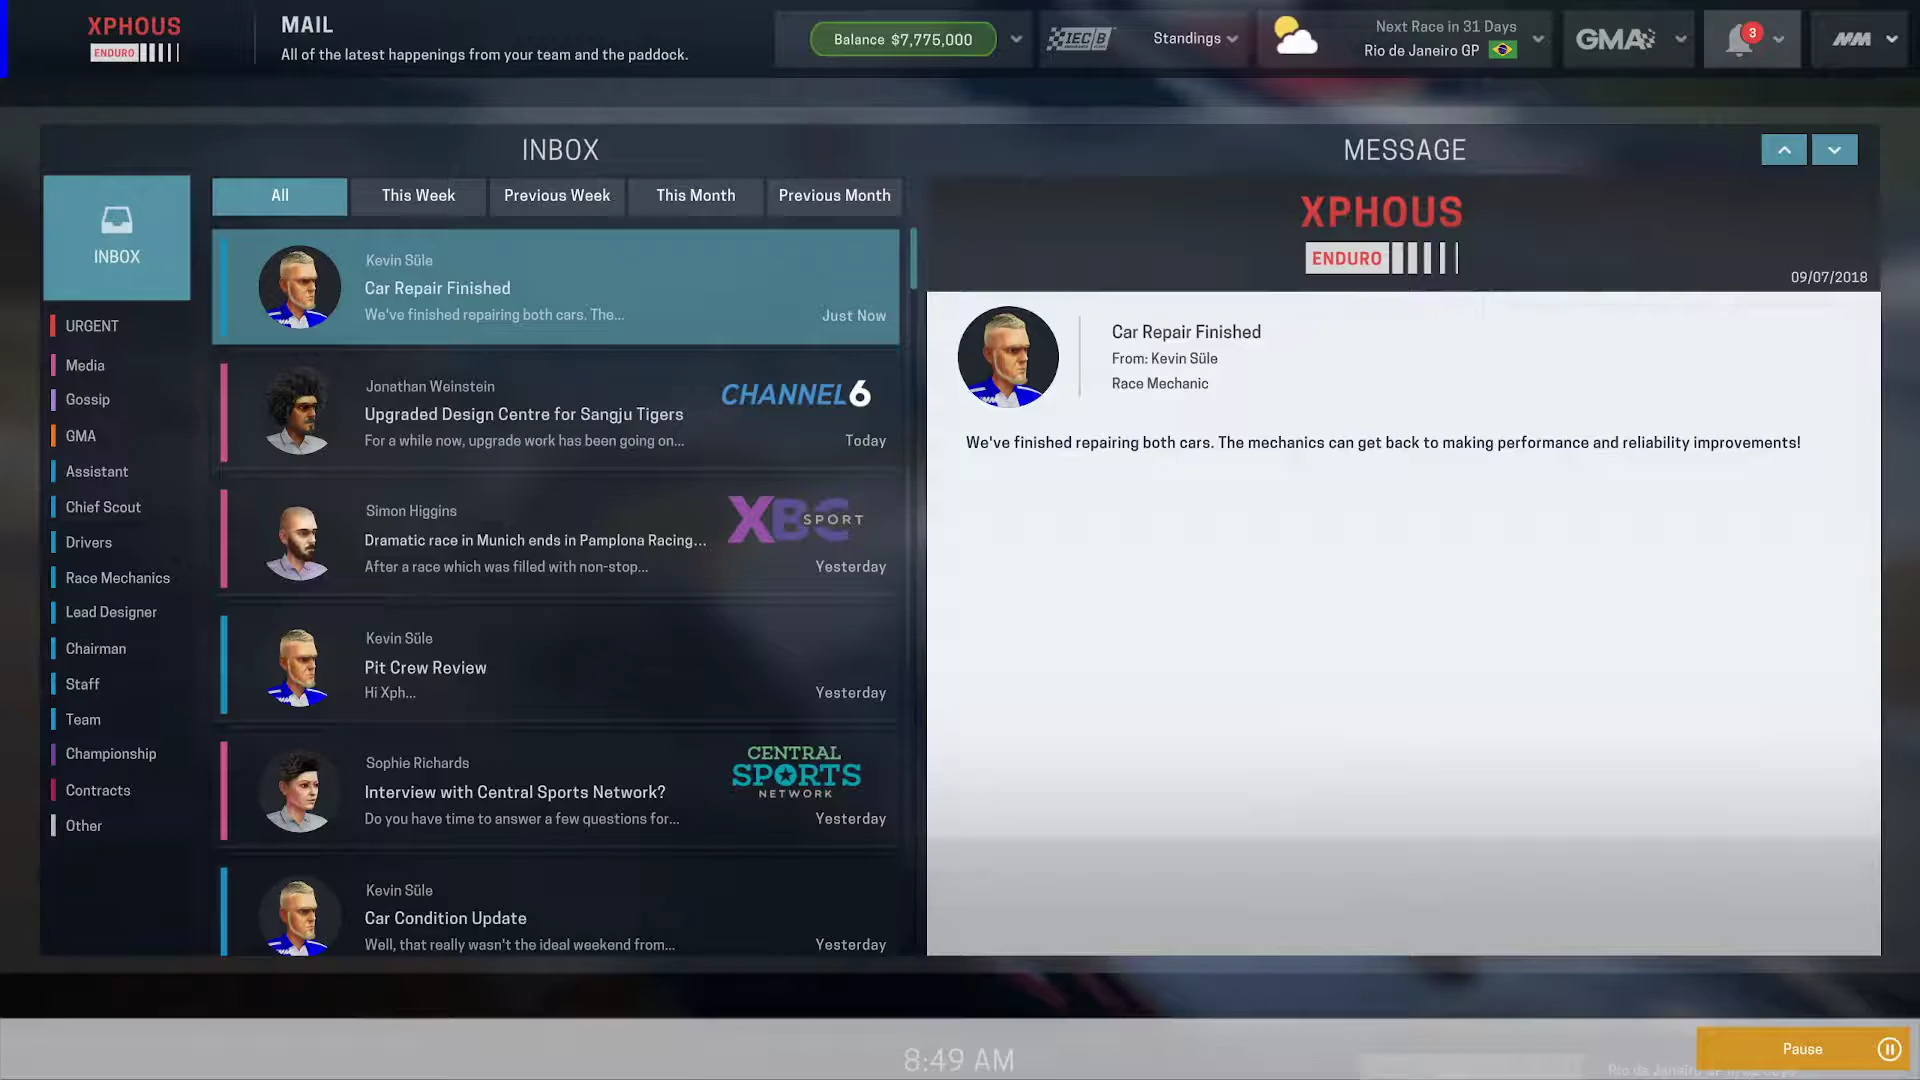 XPHOUS
ENDURO
MAIL
All of the latest happenings from your team and the paddock.
Balance $7,775,000
IEC B
Standings
Next Race in 31 Days
Rio de Janeiro GP
GMA
3
INBOX
MESSAGE
INBOX
URGENT
Media
Gossip
GMA
Assistant
Chief Scout
Drivers
Race Mechanics
Lead Designer
Chairman
Staff
Team
Championship
Contracts
Other
All
This Week
Previous Week
This Month
Previous Month
Kevin Süle
Car Repair Finished
We've finished repairing both cars. The...
Just Now
Jonathan Weinstein
Upgraded Design Centre for Sangju Tigers
For a while now, upgrade work has been going on...
CHANNEL6
Today
Simon Higgins
Dramatic race in Munich ends in Pamplona Racing...
After a race which was filled with non-stop...
XBC SPORT
Yesterday
Kevin Süle
Pit Crew Review
Hi Xph...
Yesterday
Sophie Richards
Interview with Central Sports Network?
Do you have time to answer a few questions for...
CENTRAL
SPORTS
NETWORK
Yesterday
Kevin Süle
Car Condition Update
Well, that really wasn't the ideal weekend from...
Yesterday
XPHOUS
ENDURO
09/07/2018
Car Repair Finished
From: Kevin Süle
Race Mechanic
We've finished repairing both cars. The mechanics can get back to making performance and reliability improvements!
8:49 AM
Pause